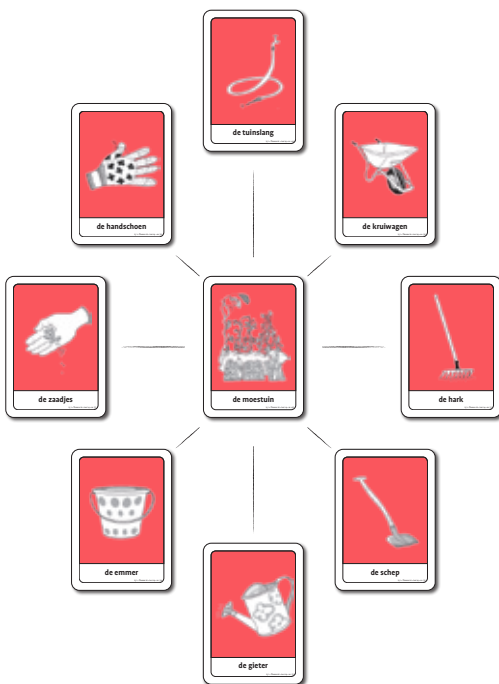 de tuinslang
de handschoen
de kruiwagen
de zaadjes
de moestuin
de hark
de emmer
de schep
de gieter